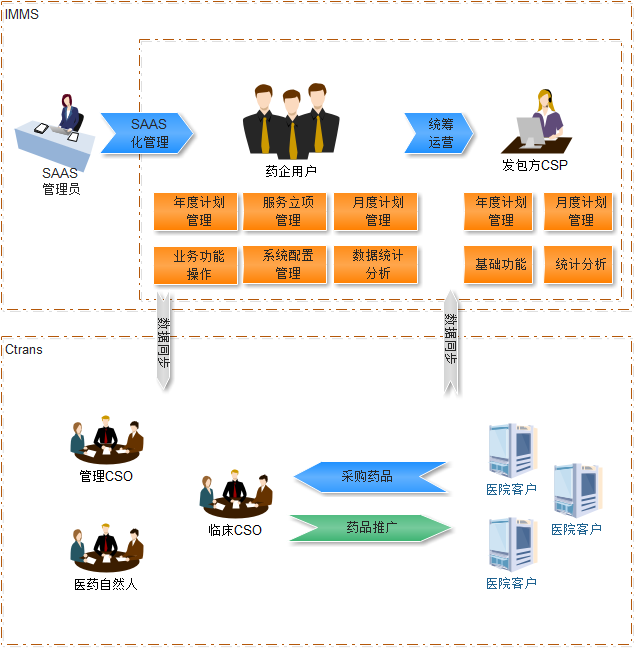 IMMS
SAAS
管理员
SAAS
化管理
药企用户
统筹
运营
发包方CSP
年度计划
管理
服务立项
管理
月度计划
管理
年度计划
管理
月度计划
管理
业务功能
操作
系统配置
管理
数据统计
分析
基础功能
统计分析
数据同步
数据同步
Ctrans
管理CSO
临床CSO
医药自然人
采购药品
药品推广
医院客户
医院客户
医院客户